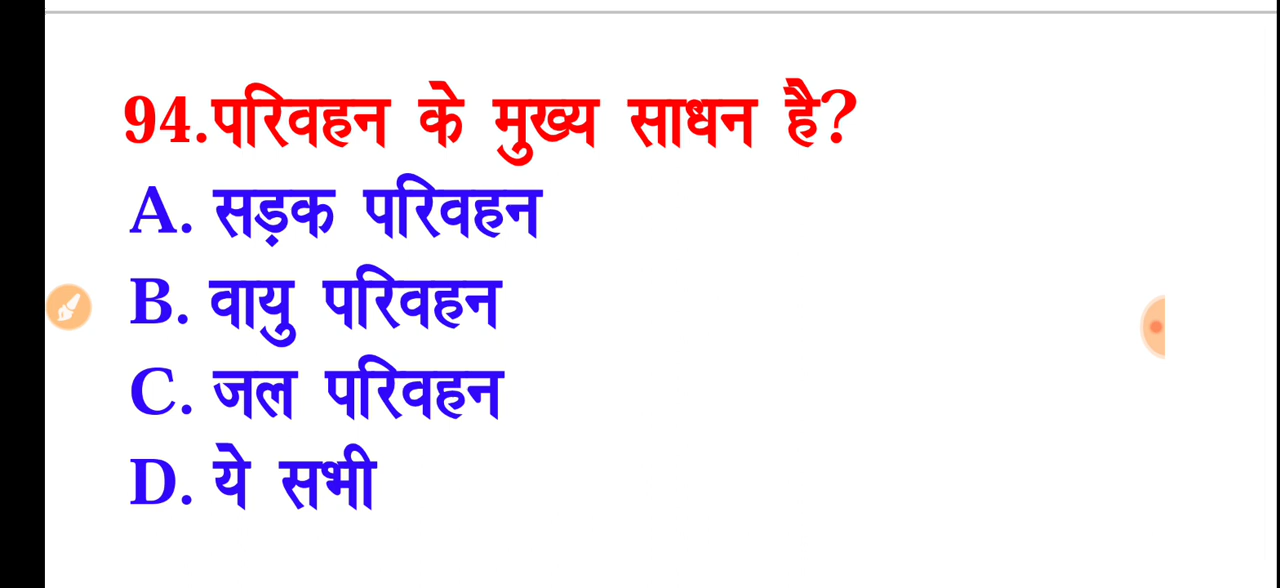 94.परिवहन के मुख्य साधन है?
A. सड़क परिवहन
B. वायु परिवहन
C. जल परिवहन
D. ये सभी